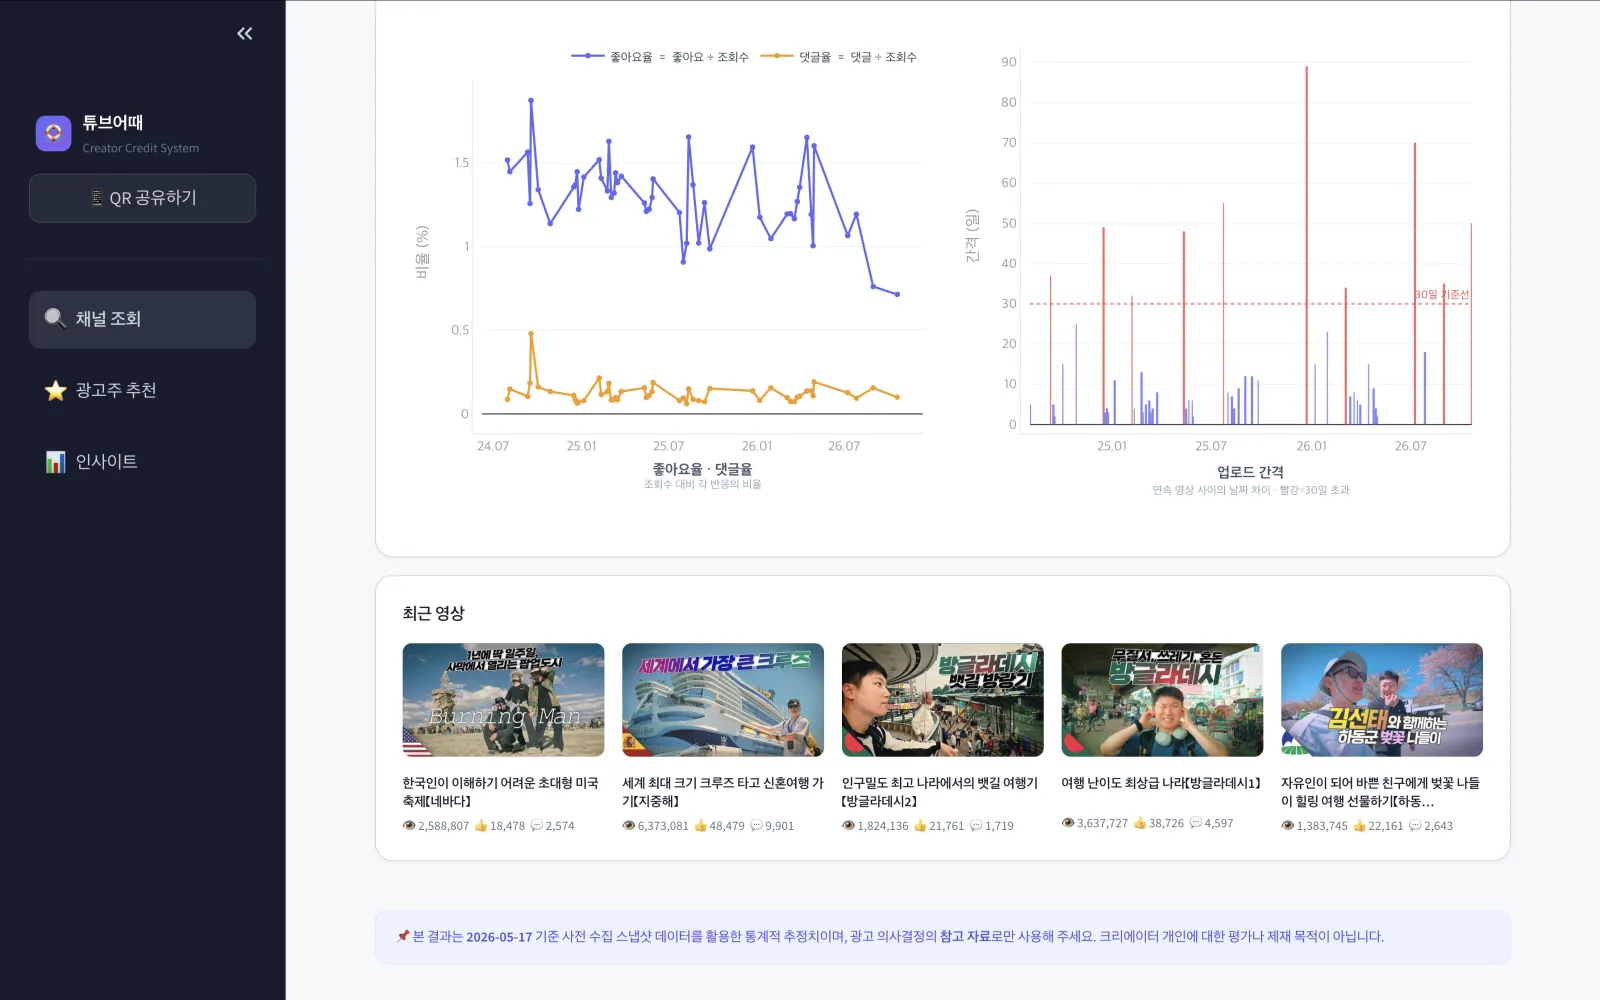 튜브어때
Creator Credit System
QR 공유하기
채널 조회
광고주 추천
인사이트
좋아요율 = 좋아요 ÷ 조회수
댓글율 = 댓글 ÷ 조회수
비율 (%)
1.5
1
0.5
0
24.07 25.01 25.07 26.01 26.07
좋아요율 · 댓글율
조회수 대비 각 반응의 비율
간격 (일)
90
80
70
60
50
40
30
20
10
0
30일 기준선
25.01 25.07 26.01 26.07
업로드 간격
연속 영상 사이의 날짜 차이 · 빨강=30일 초과
최근 영상
1년에 딱 일주일,
사막에서 열리는 팝업도시
Burning Man
한국인이 이해하기 어려운 초대형 미국
축제【네바다】
2,588,807 18,478 2,574
세계에서 가장 큰 크루즈
세계 최대 크기 크루즈 타고 신혼여행 가
기【지중해】
6,373,081 48,479 9,901
방글라데시
뱃길 방랑기
인구밀도 최고 나라에서의 뱃길 여행기
【방글라데시2】
1,824,136 21,761 1,719
무질서, 쓰레기, 혼돈
방글라데시
여행 난이도 최상급 나라【방글라데시1】
3,637,727 38,726 4,597
김선태와 함께하는
하동군 벚꽃 나들이
자유인이 되어 바쁜 친구에게 벚꽃 나들
이 힐링 여행 선물하기【하동…
1,383,745 22,161 2,643
본 결과는 2026-05-17 기준 사전 수집 스냅샷 데이터를 활용한 통계적 추정치이며, 광고 의사결정의 참고 자료로만 사용해 주세요. 크리에이터 개인에 대한 평가나 제재 목적이 아닙니다.